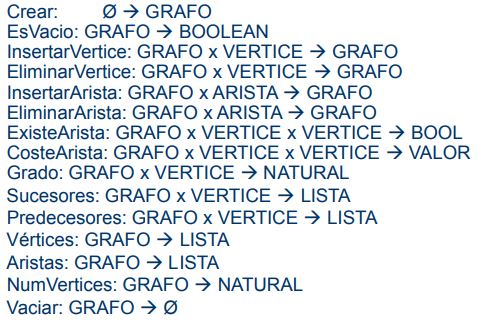 Crear: Ø → GRAFO
EsVacio: GRAFO → BOOLEAN
InsertarVertice: GRAFO x VERTICE → GRAFO
EliminarVertice: GRAFO x VERTICE → GRAFO
InsertarArista: GRAFO x ARISTA → GRAFO
EliminarArista: GRAFO x ARISTA → GRAFO
ExisteArista: GRAFO x VERTICE x VERTICE → BOOL
CosteArista: GRAFO x VERTICE x VERTICE → VALOR
Grado: GRAFO x VERTICE → NATURAL
Sucesores: GRAFO x VERTICE → LISTA
Predecesores: GRAFO x VERTICE → LISTA
Vértices: GRAFO → LISTA
Aristas: GRAFO → LISTA
NumVertices: GRAFO → NATURAL
Vaciar: GRAFO → Ø